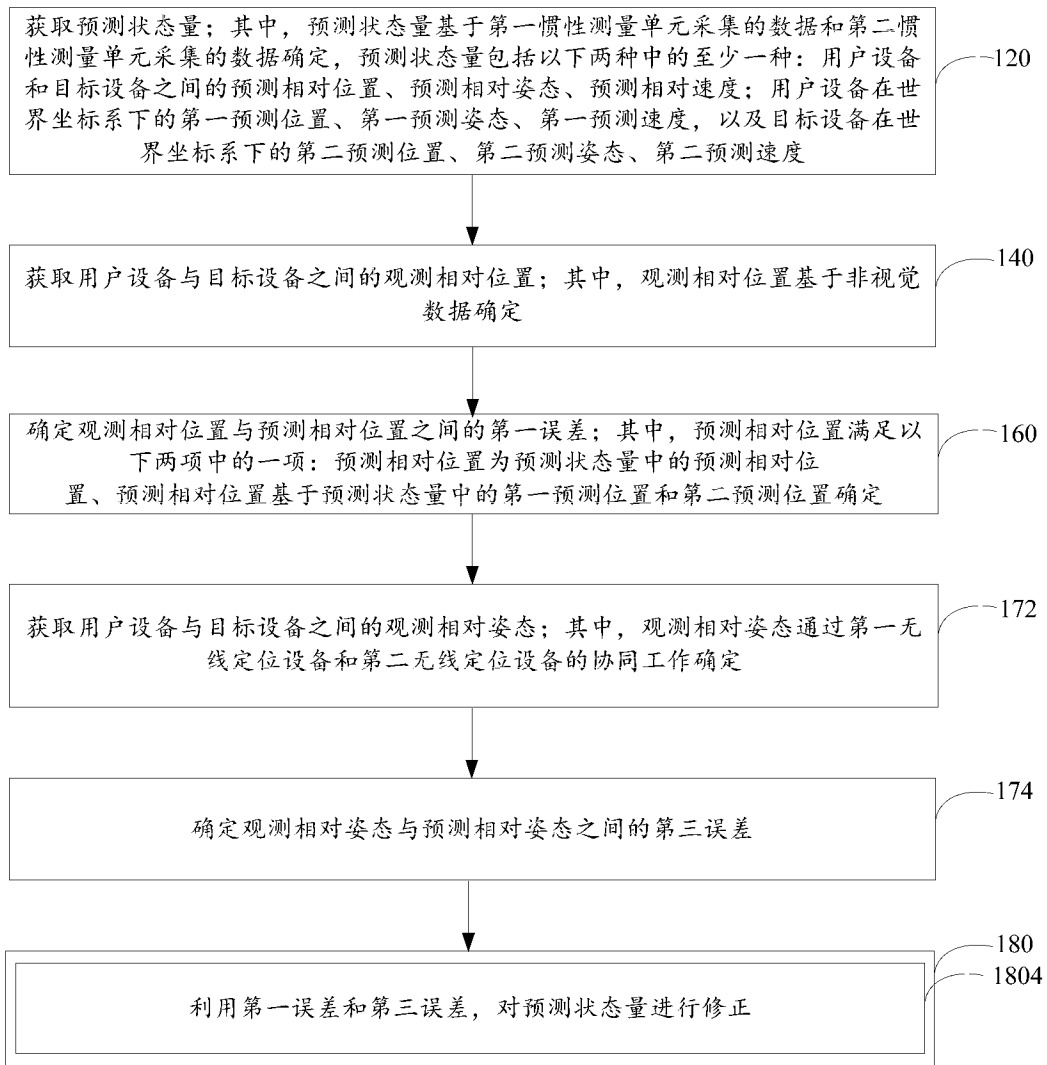 获取预测状态量；其中，预测状态量基于第一惯性测量单元采集的数据和第二惯
性测量单元采集的数据确定，预测状态量包括以下两种中的至少一种：用户设备
和目标设备之间的预测相对位置、预测相对姿态、预测相对速度；用户设备在世
界坐标系下的第一预测位置、第一预测姿态、第一预测速度，以及目标设备在世
界坐标系下的第二预测位置、第二预测姿态、第二预测速度
120
获取用户设备与目标设备之间的观测相对位置；其中，观测相对位置基于非视觉
数据确定
140
确定观测相对位置与预测相对位置之间的第一误差；其中，预测相对位置满足以
下两项中的一项：预测相对位置为预测状态量中的预测相对位
置、预测相对位置基于预测状态量中的第一预测位置和第二预测位置确定
160
获取用户设备与目标设备之间的观测相对姿态；其中，观测相对姿态通过第一无
线定位设备和第二无线定位设备的协同工作确定
172
确定观测相对姿态与预测相对姿态之间的第三误差
174
180
1804
利用第一误差和第三误差，对预测状态量进行修正